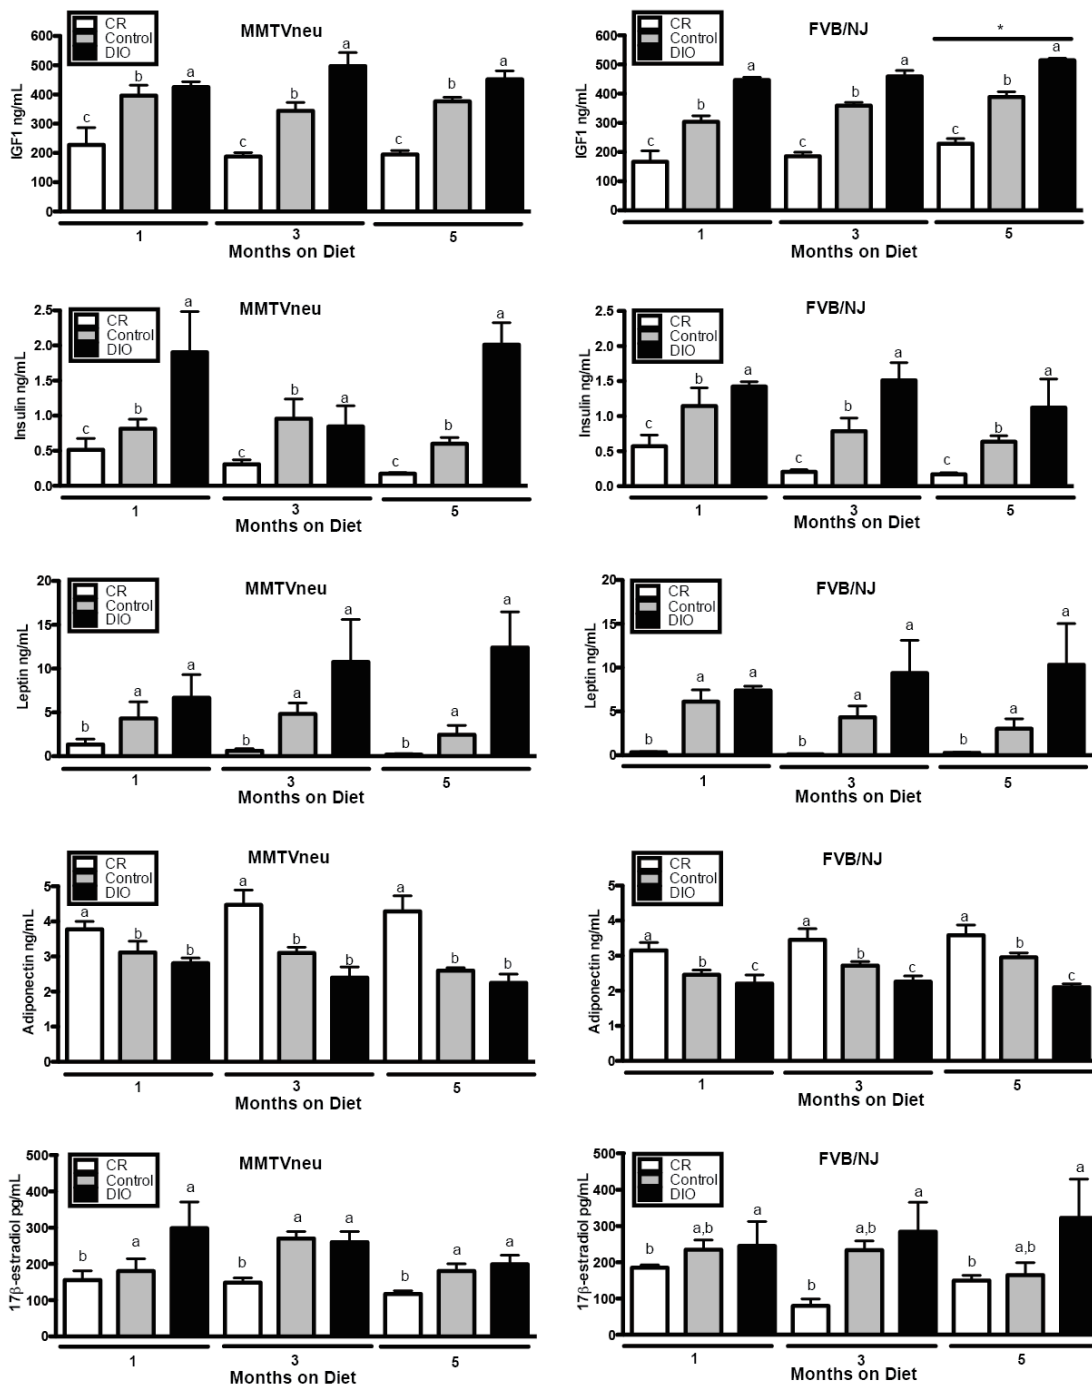 MMTVneu
CR
Control
DIO
IGF1 ng/mL
600
500
400
300
200
100
0
c b a c b a c b a
1 3 5
Months on Diet
FVB/NJ
CR
Control
DIO
IGF1 ng/mL
600
500
400
300
200
100
0
*
c b a c b a c b a
1 3 5
Months on Diet
MMTVneu
CR
Control
DIO
Insulin ng/mL
2.5
2.0
1.5
1.0
0.5
0.0
c b a c b a c b a
1 3 5
Months on Diet
FVB/NJ
CR
Control
DIO
Insulin ng/mL
2.5
2.0
1.5
1.0
0.5
0.0
c b a c b a c b a
1 3 5
Months on Diet
MMTVneu
CR
Control
DIO
Leptin ng/mL
20
15
10
5
0
b a a b a a b a a
1 3 5
Months on Diet
FVB/NJ
CR
Control
DIO
Leptin ng/mL
20
15
10
5
0
b a a b a a b a a
1 3 5
Months on Diet
MMTVneu
CR
Control
DIO
Adiponectin ng/mL
5
4
3
2
1
0
a b b a b b a b b
1 3 5
Months on Diet
FVB/NJ
CR
Control
DIO
Adiponectin ng/mL
5
4
3
2
1
0
a b c a b c a b c
1 3 5
Months on Diet
MMTVneu
CR
Control
DIO
17β-estradiol pg/mL
500
400
300
200
100
0
b a a b a a b a a
1 3 5
Months on Diet
FVB/NJ
CR
Control
DIO
17β-estradiol pg/mL
500
400
300
200
100
0
b a,b a b a,b a b a,b a
1 3 5
Months on Diet